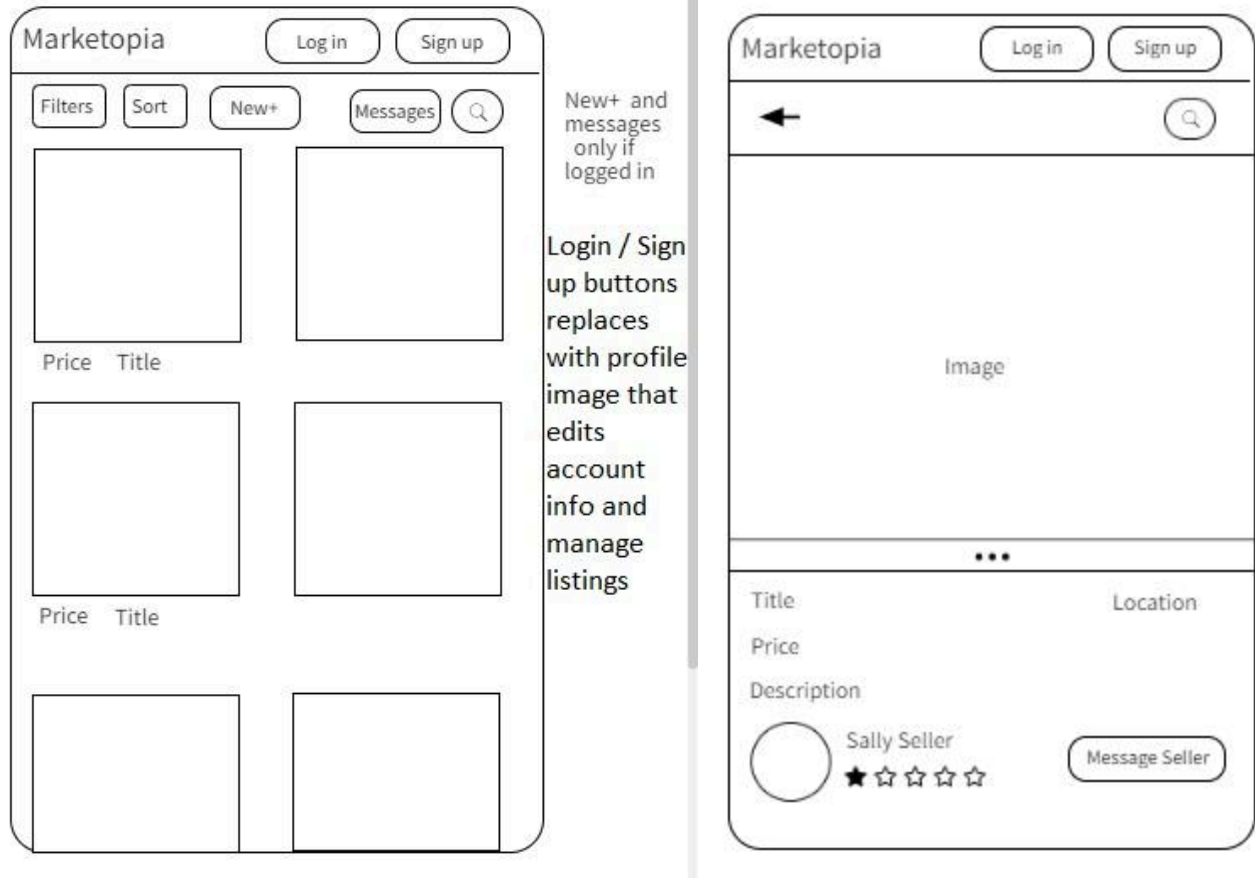 Marketopia Log in Sign up
Filters Sort New+ Messages
Price Title
Price Title
New+ and
messages
only if
logged in
Login / Sign
up buttons
replaces
with profile
image that
edits
account
info and
manage
listings
Marketopia Log in Sign up
Image
Title Location
Price
Description
Sally Seller
Message Seller